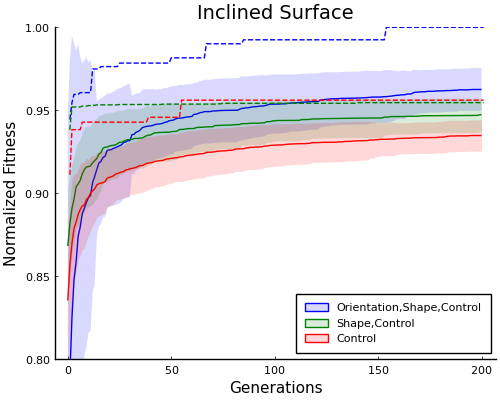 Inclined Surface
Normalized Fitness
1.00
0.95
0.90
0.85
0.80
Orientation,Shape,Control
Shape,Control
Control
0
50
100
150
200
Generations